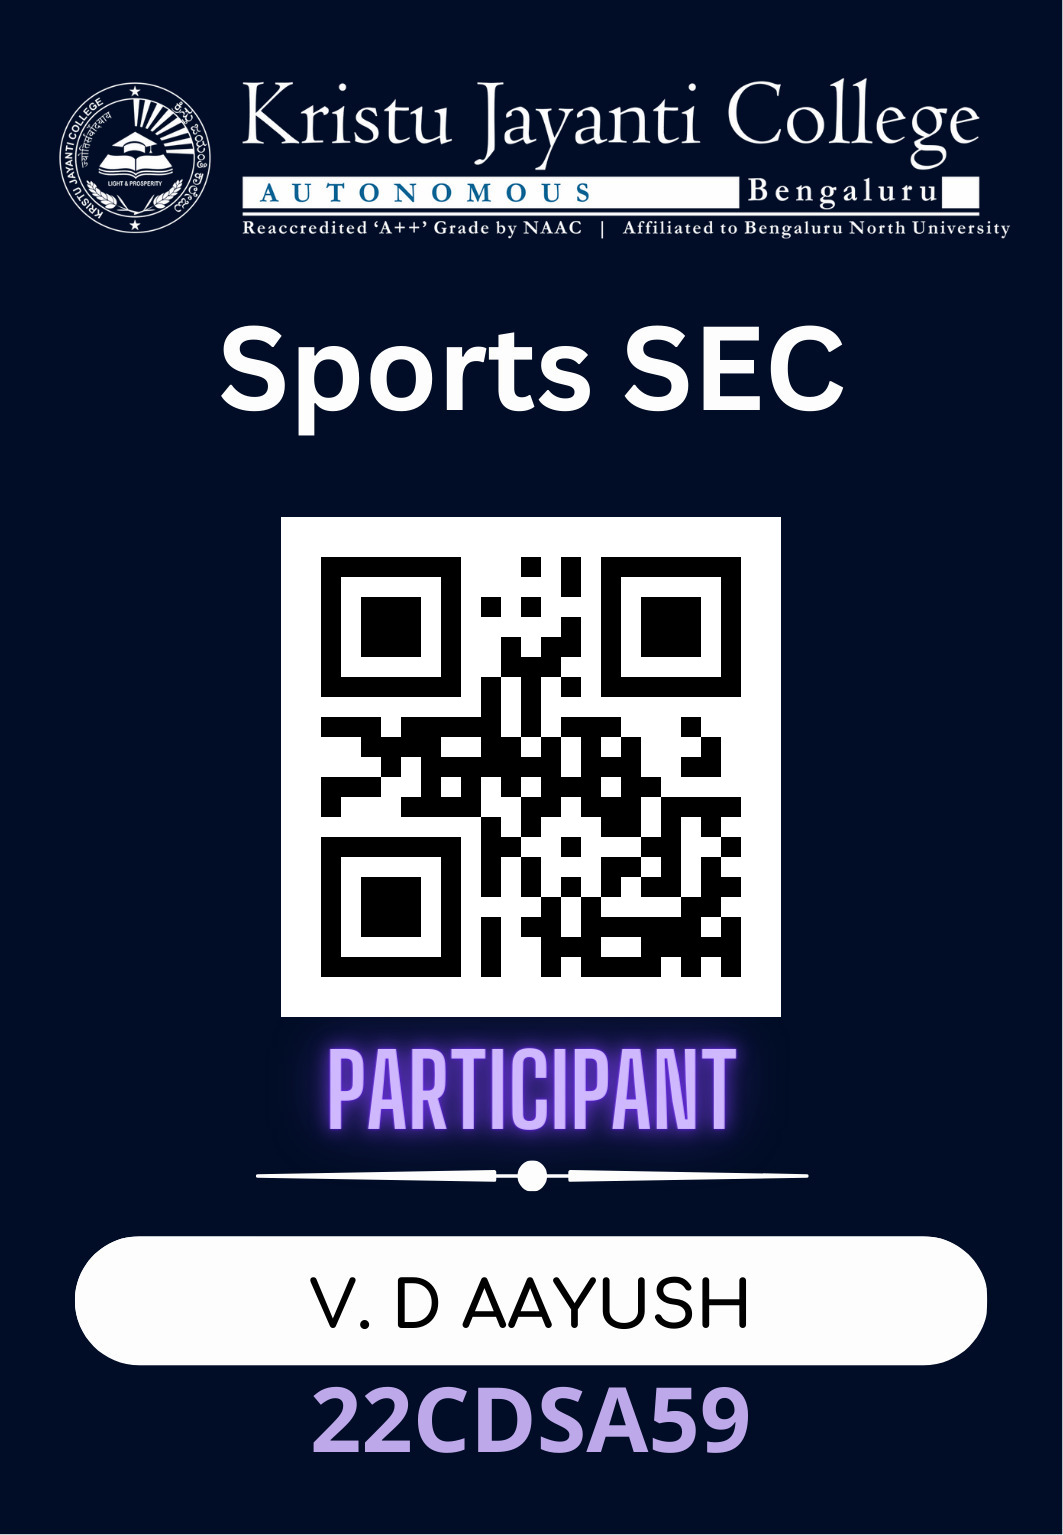 KRISTU JAYANTI COLLEGE
ज्योतिसंवादयाय
LIGHT & PROSPERITY
Kristu Jayanti College
AUTONOMOUS Bengaluru
Reaccredited ‘A++’ Grade by NAAC | Affiliated to Bengaluru North University
Sports SEC
PARTICIPANT
V. D AAYUSH
22CDSA59